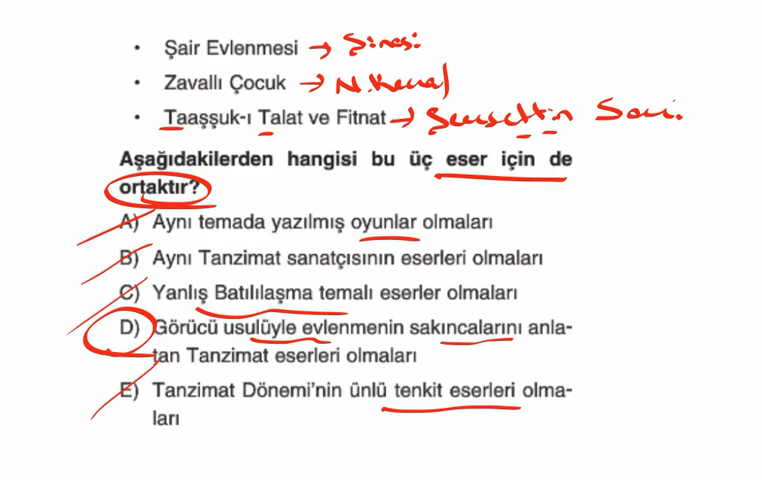 • Şair Evlenmesi → Şinasi
• Zavallı Çocuk → N. Kemal
• Taaşşuk-ı Talat ve Fitnat → Şemsettin Sami.
Aşağıdakilerden hangisi bu üç eser için de
ortaktır?
A) Aynı temada yazılmış oyunlar olmaları
B) Aynı Tanzimat sanatçısının eserleri olmaları
C) Yanlış Batılılaşma temalı eserler olmaları
D) Görücü usulüyle evlenmenin sakıncalarını anla-
tan Tanzimat eserleri olmaları
E) Tanzimat Dönemi'nin ünlü tenkit eserleri olma-
ları